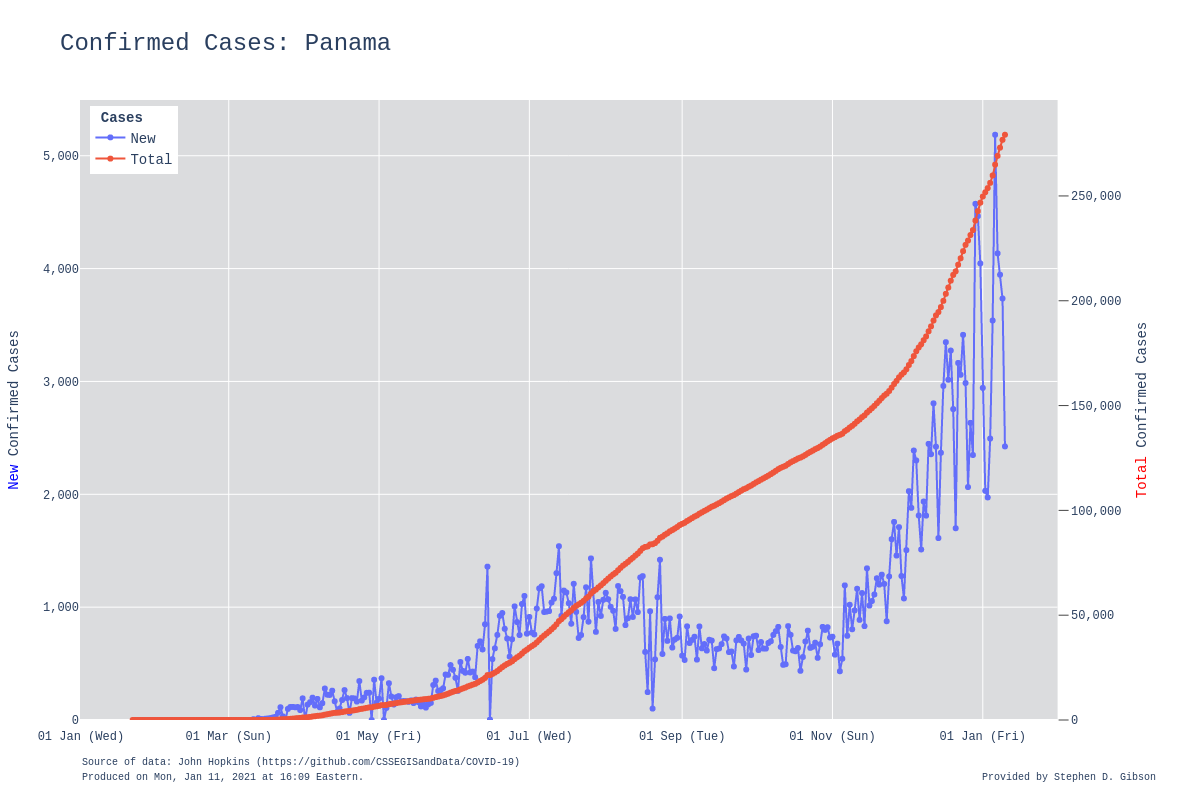 Confirmed Cases: Panama
Cases
New
Total
5,000
4,000
3,000
2,000
1,000
0
250,000
200,000
150,000
100,000
50,000
0
New Confirmed Cases
Total Confirmed Cases
01 Jan (Wed) 01 Mar (Sun) 01 May (Fri) 01 Jul (Wed) 01 Sep (Tue) 01 Nov (Sun) 01 Jan (Fri)
Source of data: John Hopkins (https://github.com/CSSEGISandData/COVID-19)
Produced on Mon, Jan 11, 2021 at 16:09 Eastern.
Provided by Stephen D. Gibson